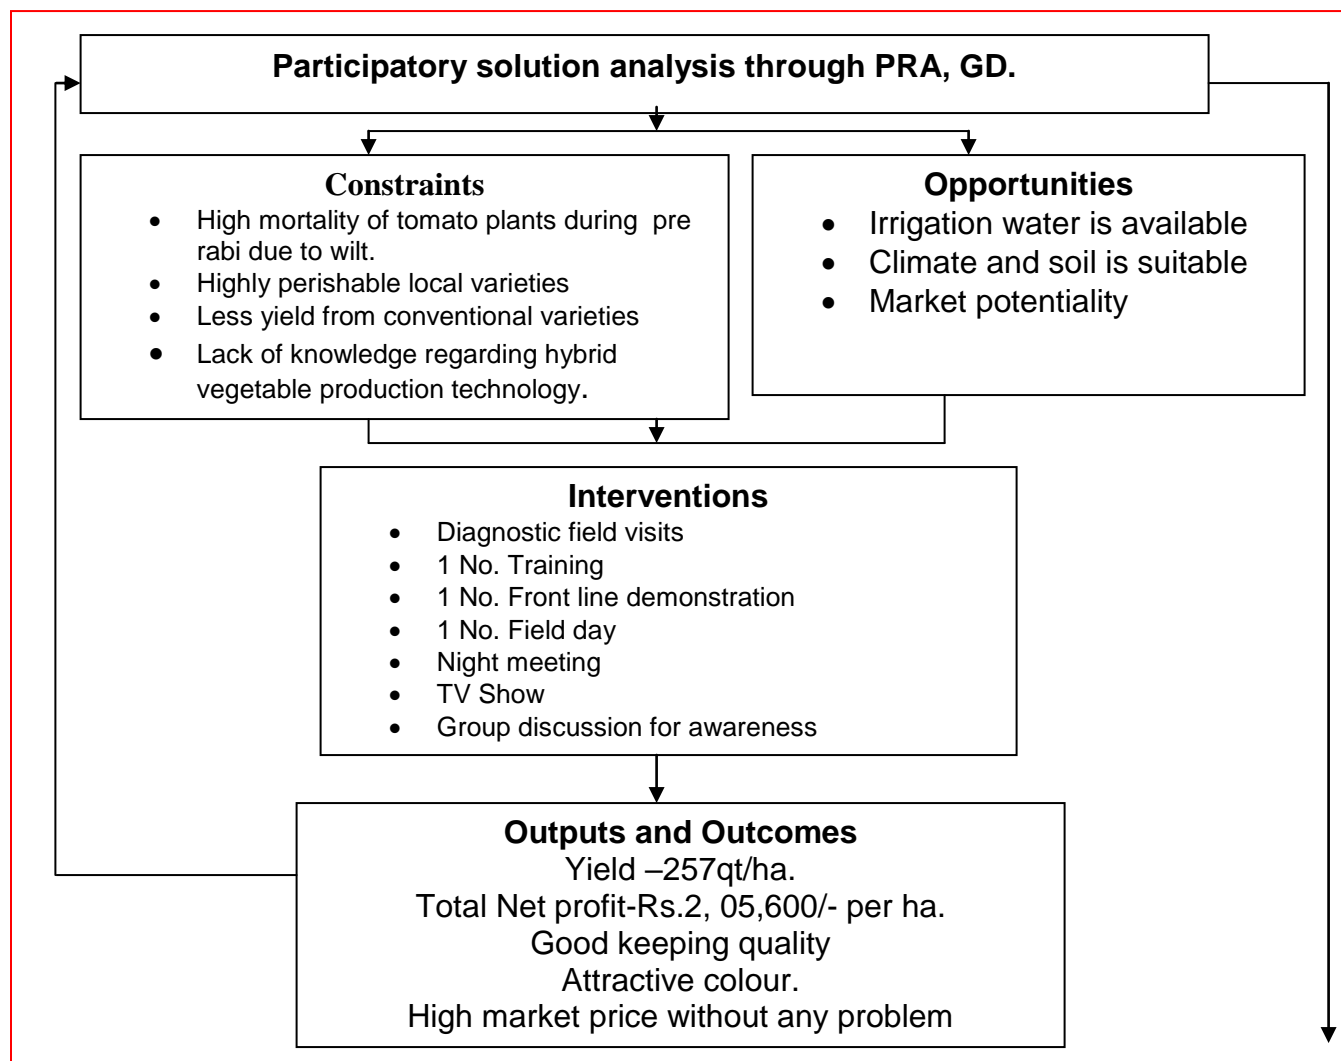 Participatory solution analysis through PRA, GD.
Constraints
• High mortality of tomato plants during pre
rabi due to wilt.
• Highly perishable local varieties
• Less yield from conventional varieties
• Lack of knowledge regarding hybrid
vegetable production technology.
Opportunities
• Irrigation water is available
• Climate and soil is suitable
• Market potentiality
Interventions
• Diagnostic field visits
• 1 No. Training
• 1 No. Front line demonstration
• 1 No. Field day
• Night meeting
• TV Show
• Group discussion for awareness
Outputs and Outcomes
Yield –257qt/ha.
Total Net profit-Rs.2, 05,600/- per ha.
Good keeping quality
Attractive colour.
High market price without any problem